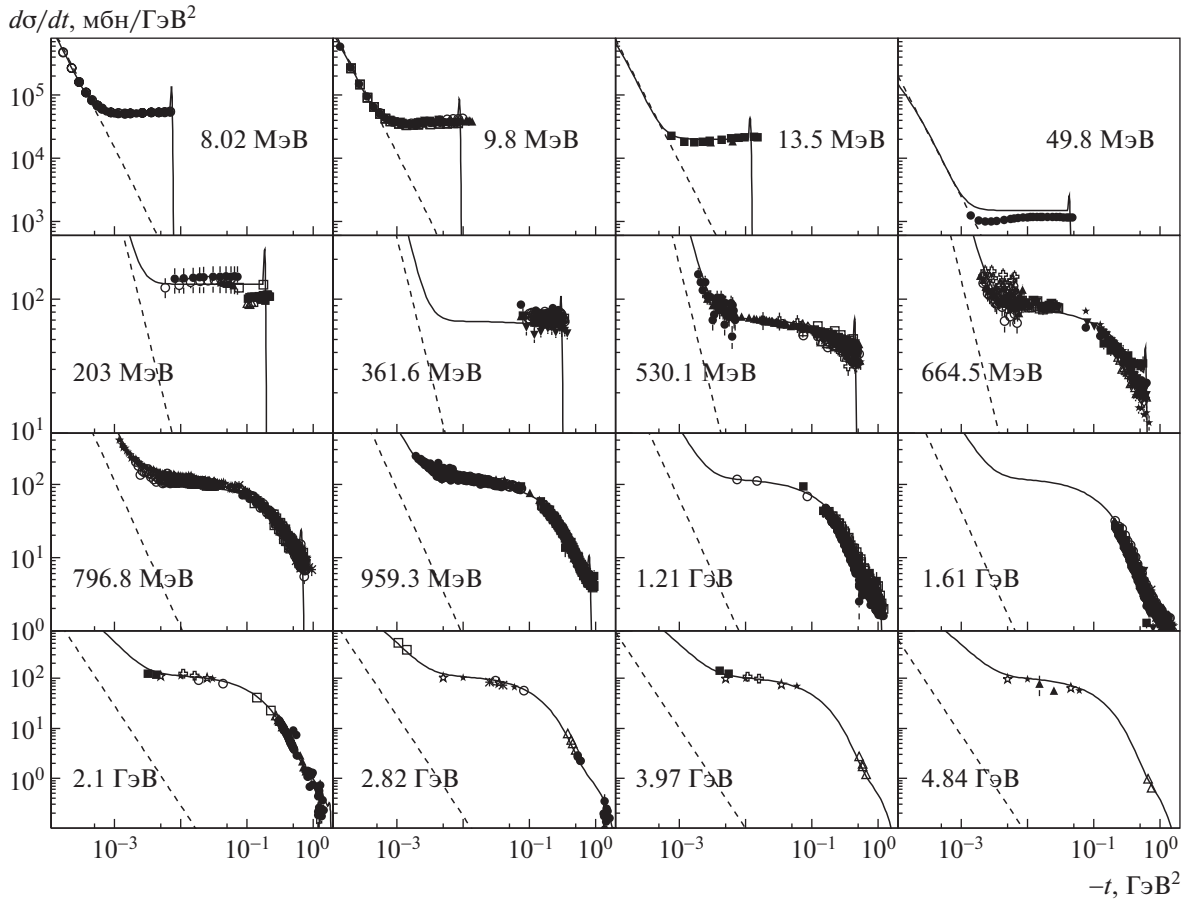 dσ/dt, мбн/ГэВ²
10⁵
10⁴
10³
8.02 МэВ
9.8 МэВ
13.5 МэВ
49.8 МэВ
10²
10¹
203 МэВ
361.6 МэВ
530.1 МэВ
664.5 МэВ
10²
10¹
10⁰
796.8 МэВ
959.3 МэВ
1.21 ГэВ
1.61 ГэВ
10²
10⁰
2.1 ГэВ
2.82 ГэВ
3.97 ГэВ
4.84 ГэВ
10⁻³ 10⁻¹ 10⁰ 10⁻³ 10⁻¹ 10⁰ 10⁻³ 10⁻¹ 10⁰ 10⁻³ 10⁻¹ 10⁰
−t, ГэВ²